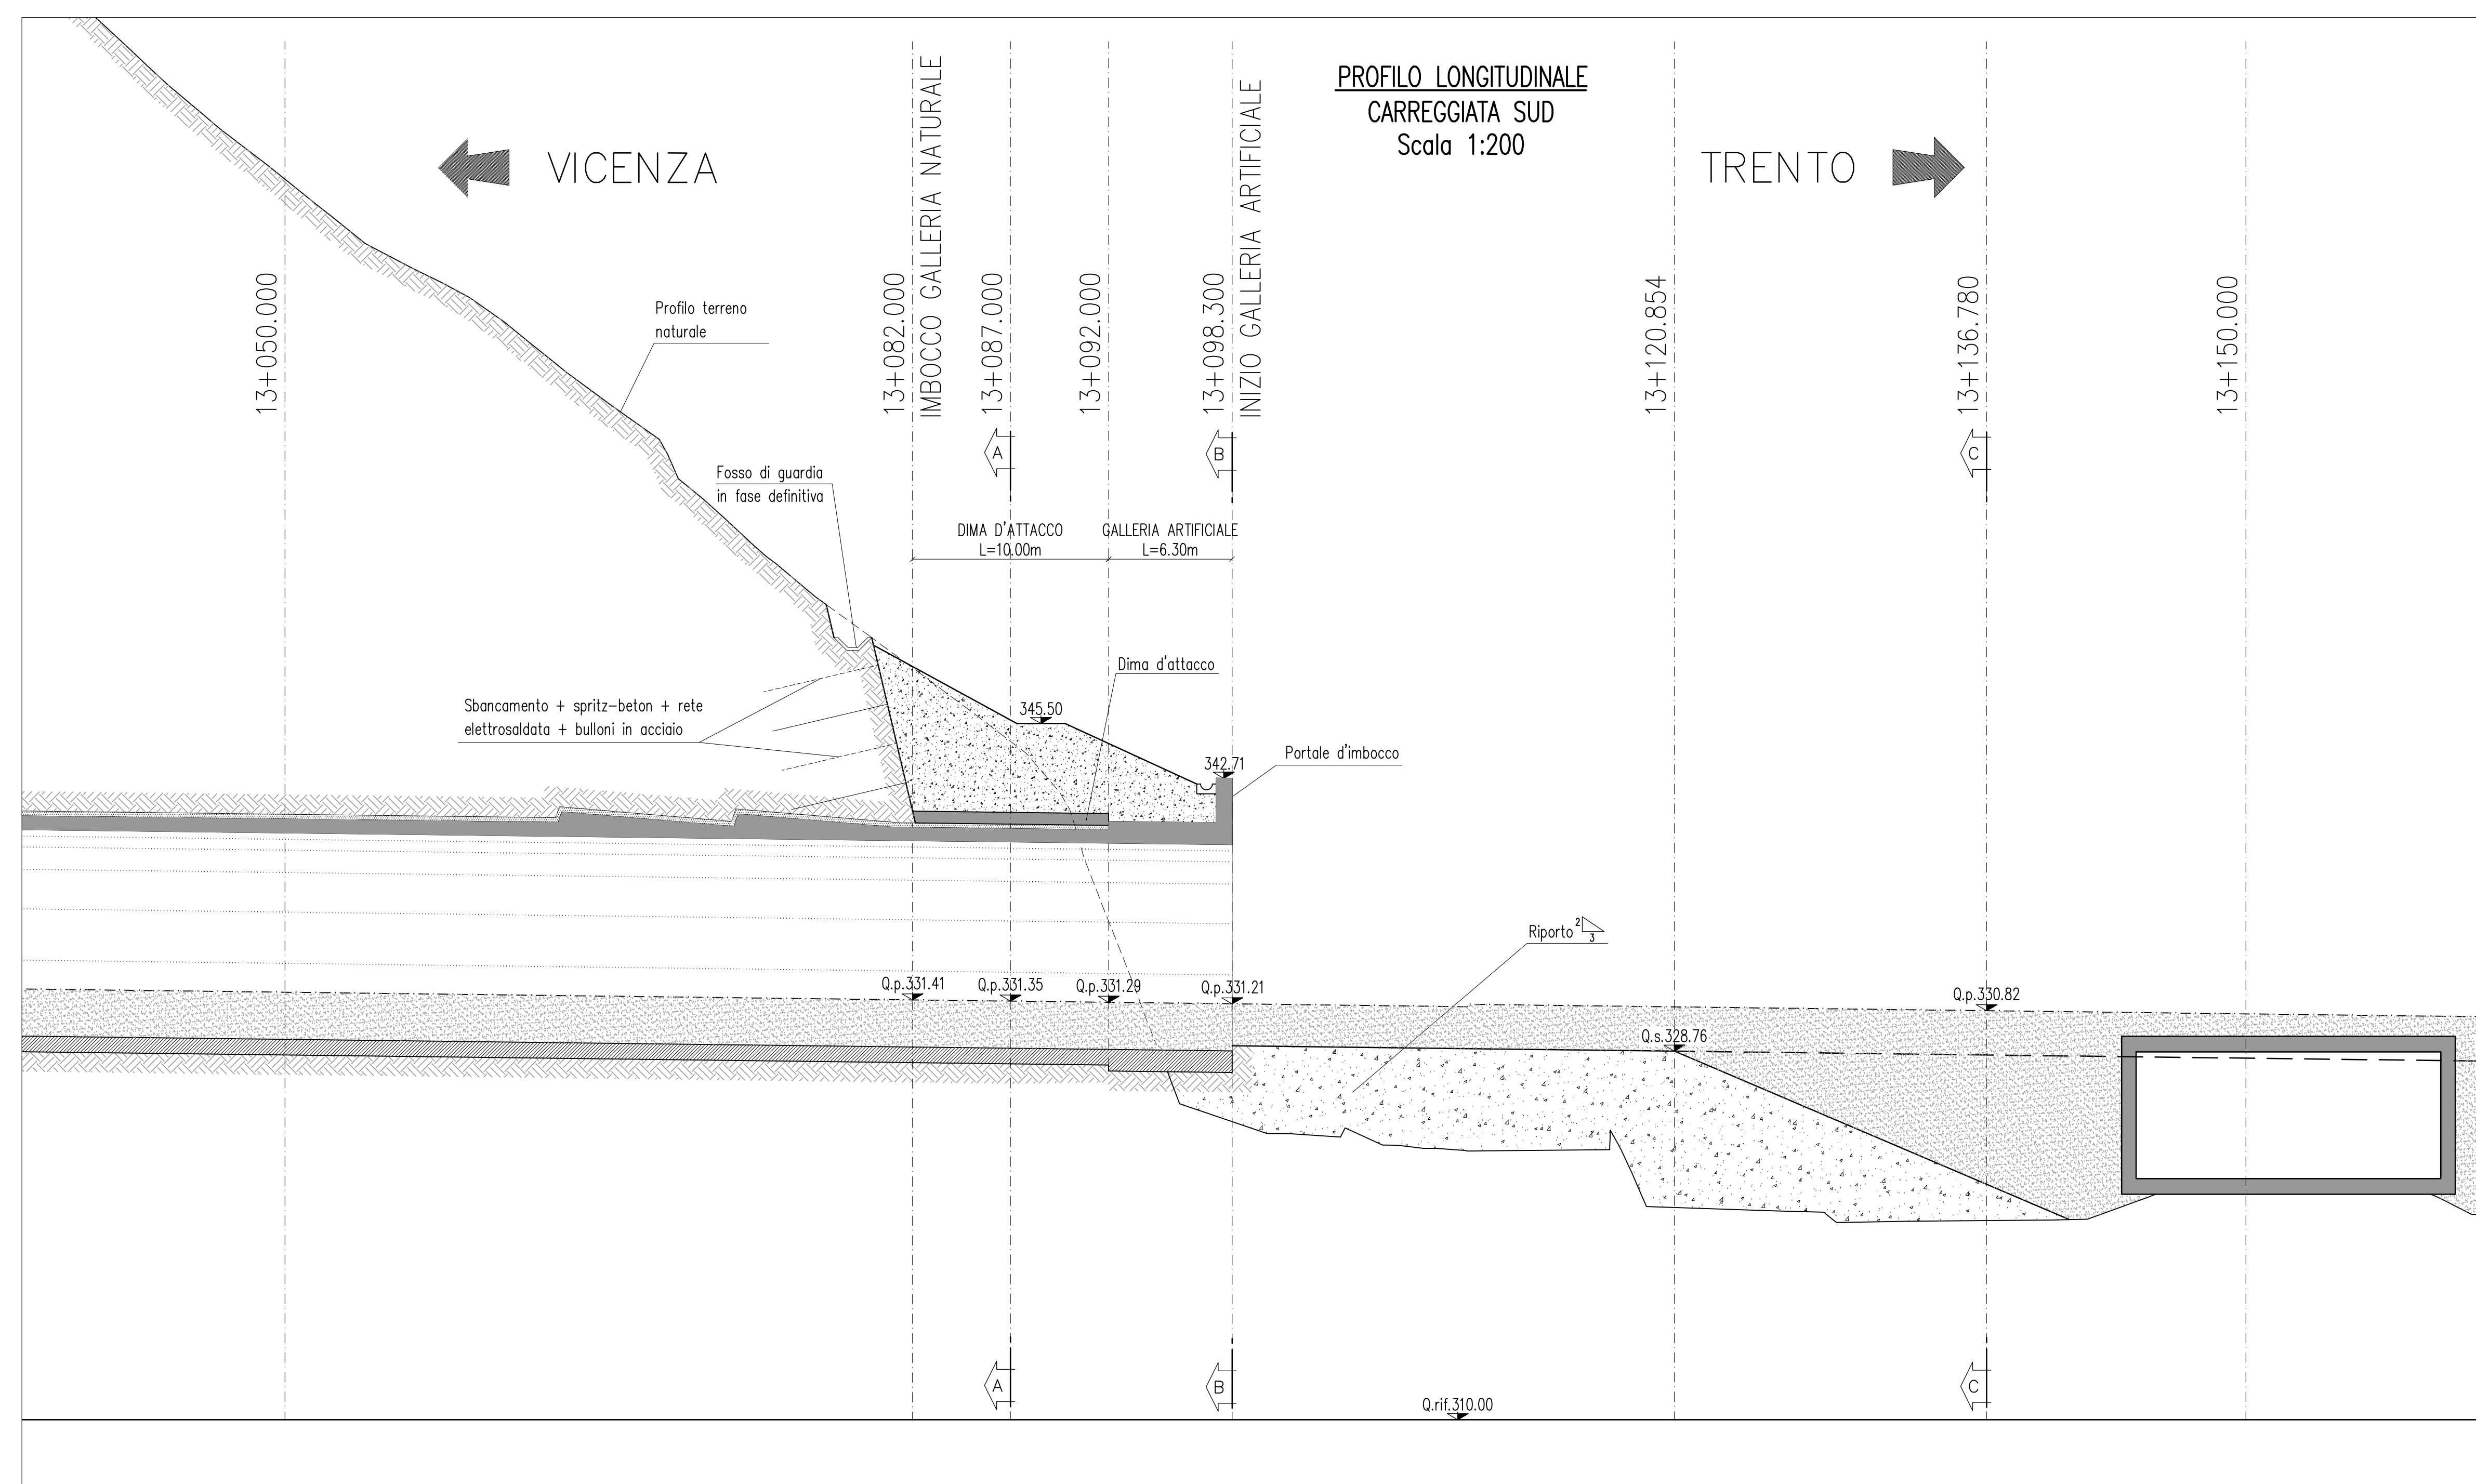 PROFILO LONGITUDINALE
CARREGGIATA SUD
Scala 1:200
VICENZA
TRENTO
13+050.000
13+082.000
IMBOCCO GALLERIA NATURALE
13+087.000
13+092.000
13+098.300
INIZIO GALLERIA ARTIFICIALE
13+120.854
13+136.780
13+150.000
Profilo terreno
naturale
A
B
C
Fosso di guardia
in fase definitiva
DIMA D'ATTACCO
L=10.00m
GALLERIA ARTIFICIALE
L=6.30m
Dima d'attacco
Sbancamento + spritz-beton + rete
elettrosaldata + bulloni in acciaio
345.50
342.71
Portale d'imbocco
Riporto 2
3
Q.p.331.41
Q.p.331.35
Q.p.331.29
Q.p.331.21
Q.p.330.82
Q.s.328.76
A
B
C
Q.rif.310.00